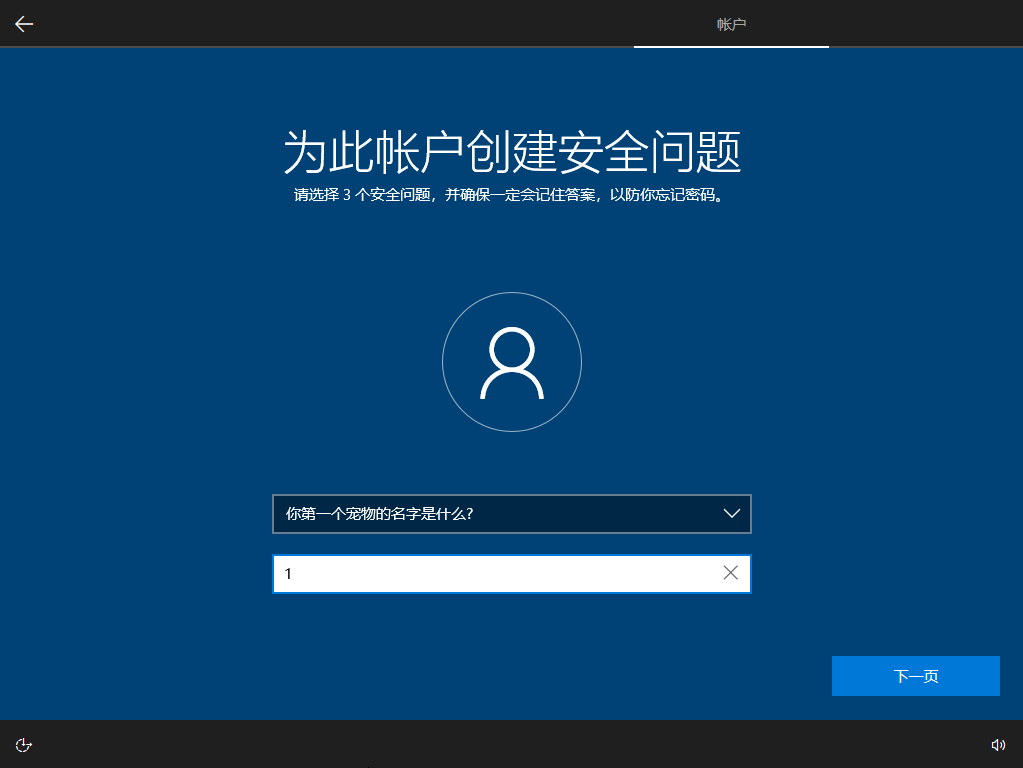 帐户
为此帐户创建安全问题
请选择 3 个安全问题，并确保一定会记住答案，以防你忘记密码。
你第一个宠物的名字是什么?
1
下一页